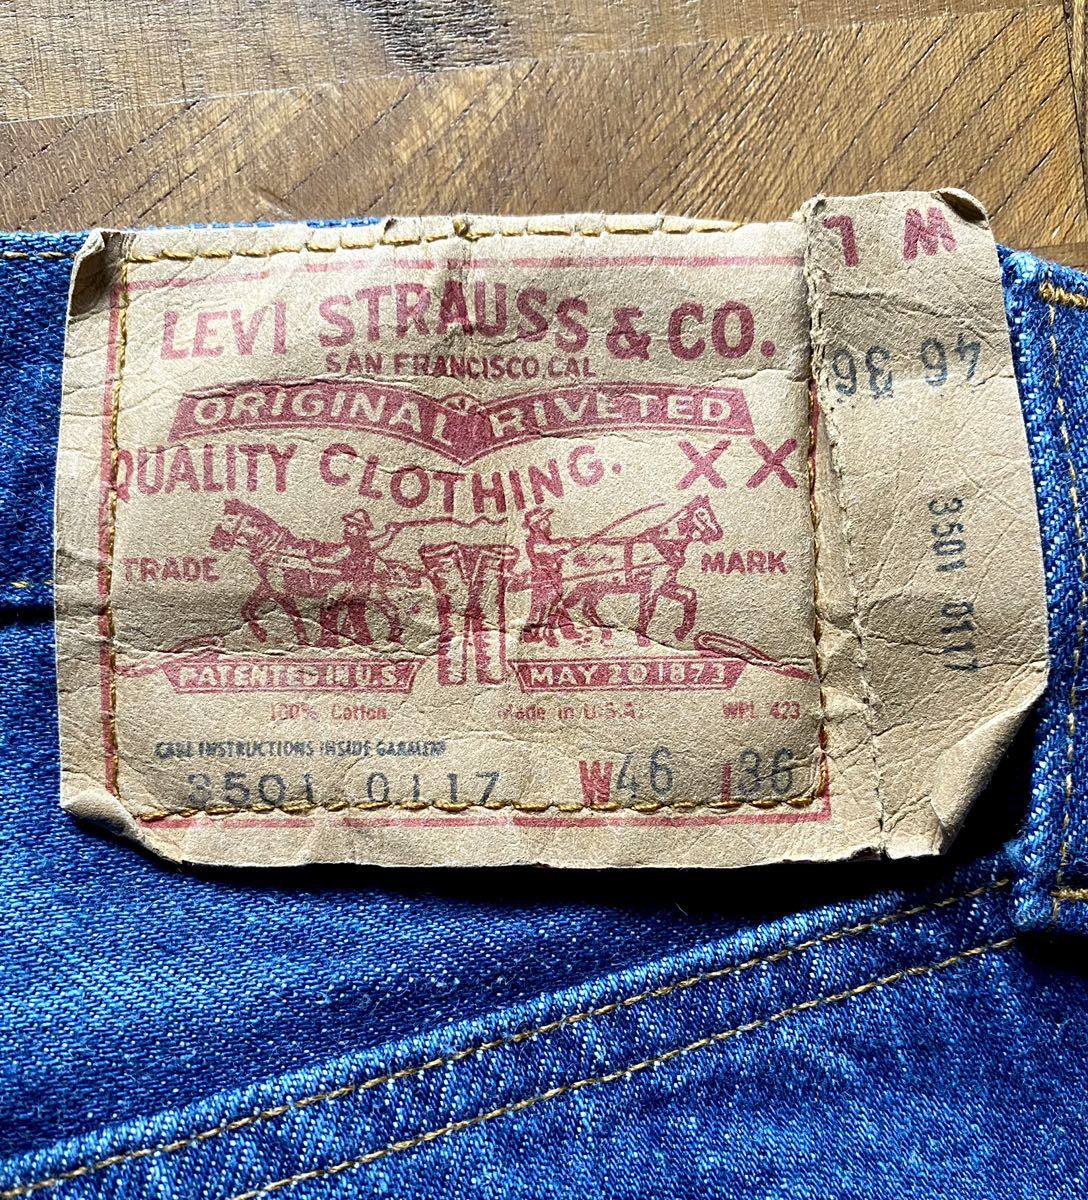 LEVI STRAUSS & CO.
SAN FRANCISCO CAL
ORIGINAL RIVETED
QUALITY CLOTHING. XX
TRADE MARK
PATENTED IN U.S. MAY 20 1873
100% Cotton Made in U.S.A. WPL 423
CARE INSTRUCTIONS INSIDE GARMENT
3501 0117 W46 L36
W L
46 36
3501 0117